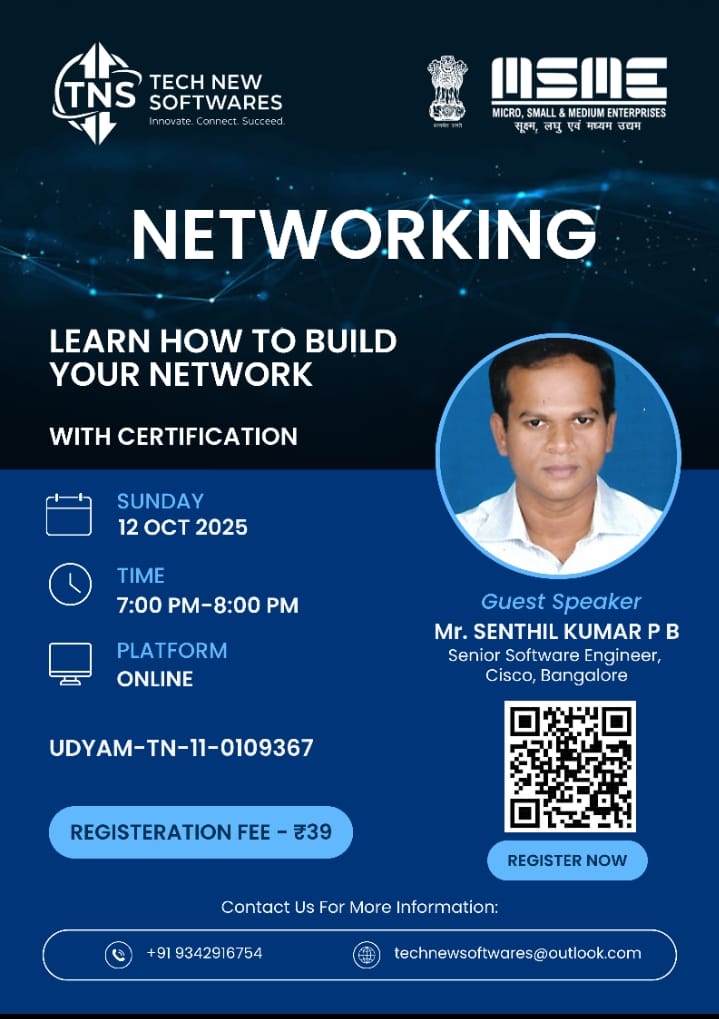 TNS
TECH NEW
SOFTWARES
Innovate. Connect. Succeed.
सत्यमेव जयते
MSME
MICRO, SMALL & MEDIUM ENTERPRISES
सूक्ष्म, लघु एवं मध्यम उद्यम
NETWORKING
LEARN HOW TO BUILD
YOUR NETWORK
WITH CERTIFICATION
SUNDAY
12 OCT 2025
TIME
7:00 PM-8:00 PM
PLATFORM
ONLINE
Guest Speaker
Mr. SENTHIL KUMAR P B
Senior Software Engineer,
Cisco, Bangalore
UDYAM-TN-11-0109367
REGISTERATION FEE - ₹39
REGISTER NOW
Contact Us For More Information:
+91 9342916754
technewsoftwares@outlook.com